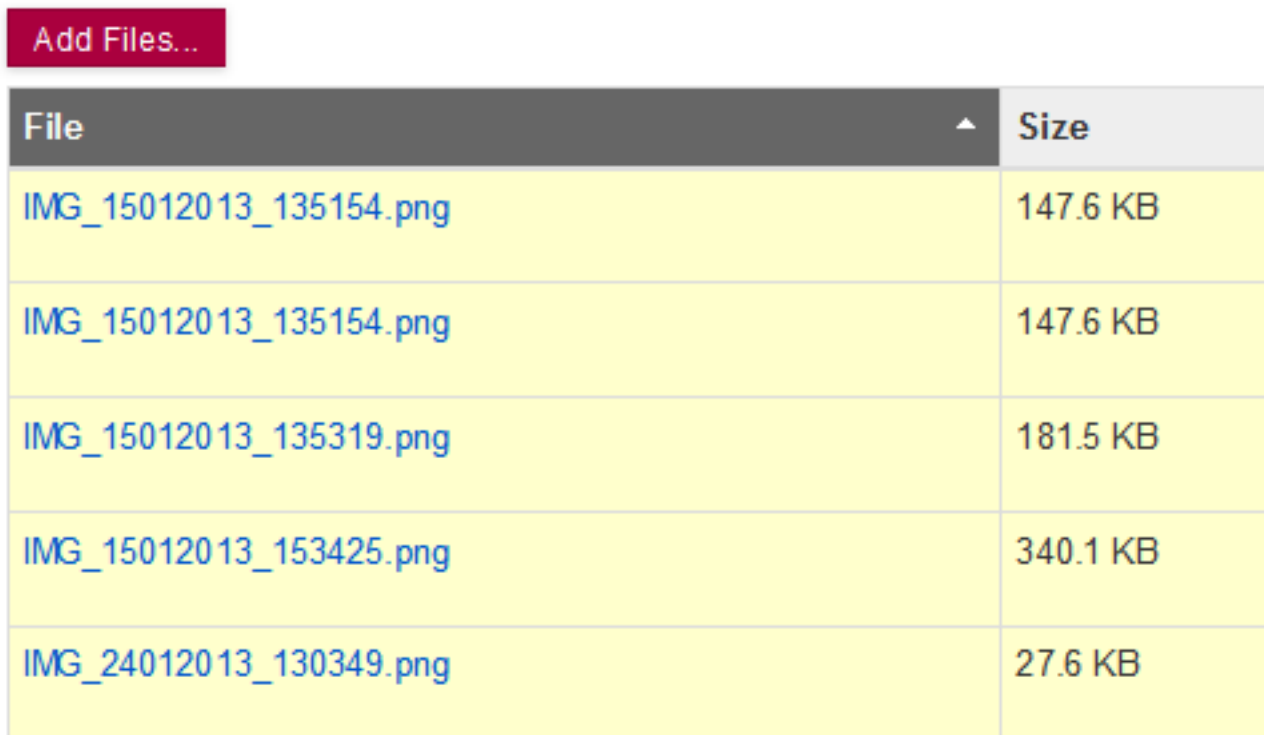 Add Files...
File Size
IMG_15012013_135154.png 147.6 KB
IMG_15012013_135154.png 147.6 KB
IMG_15012013_135319.png 181.5 KB
IMG_15012013_153425.png 340.1 KB
IMG_24012013_130349.png 27.6 KB